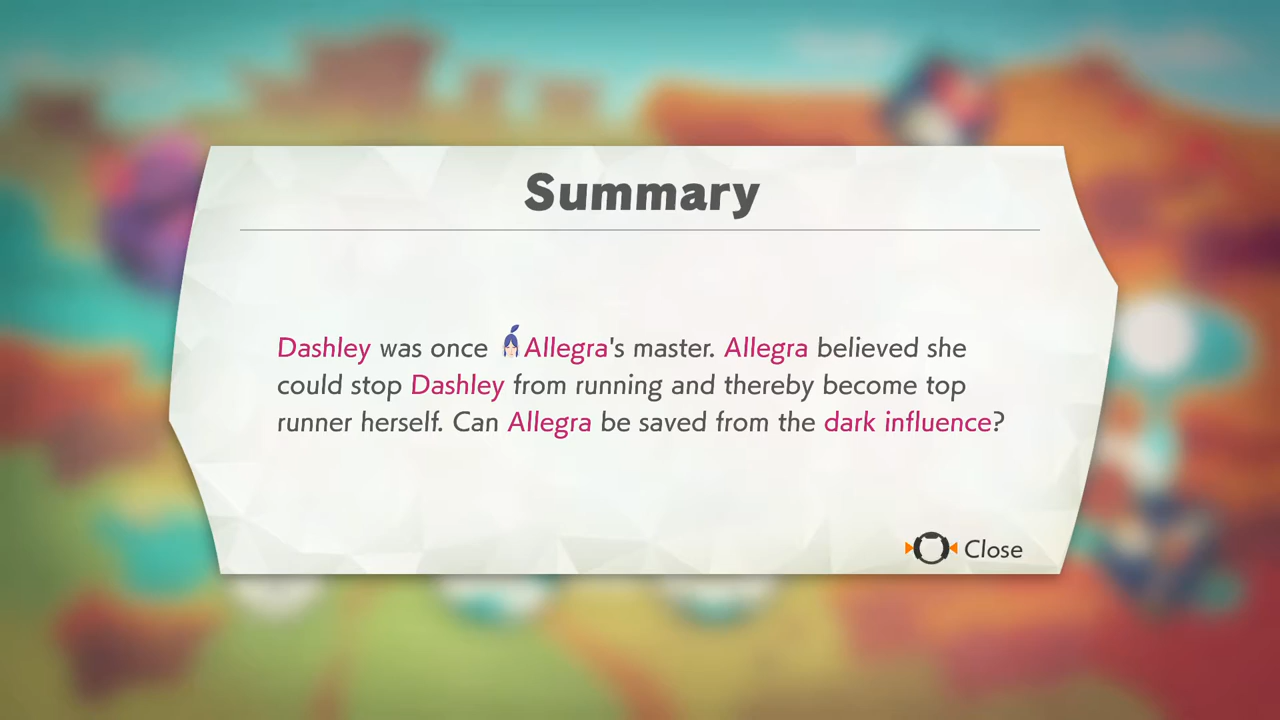 Summary
Dashley was once Allegra's master. Allegra believed she
could stop Dashley from running and thereby become top
runner herself. Can Allegra be saved from the dark influence?
Close